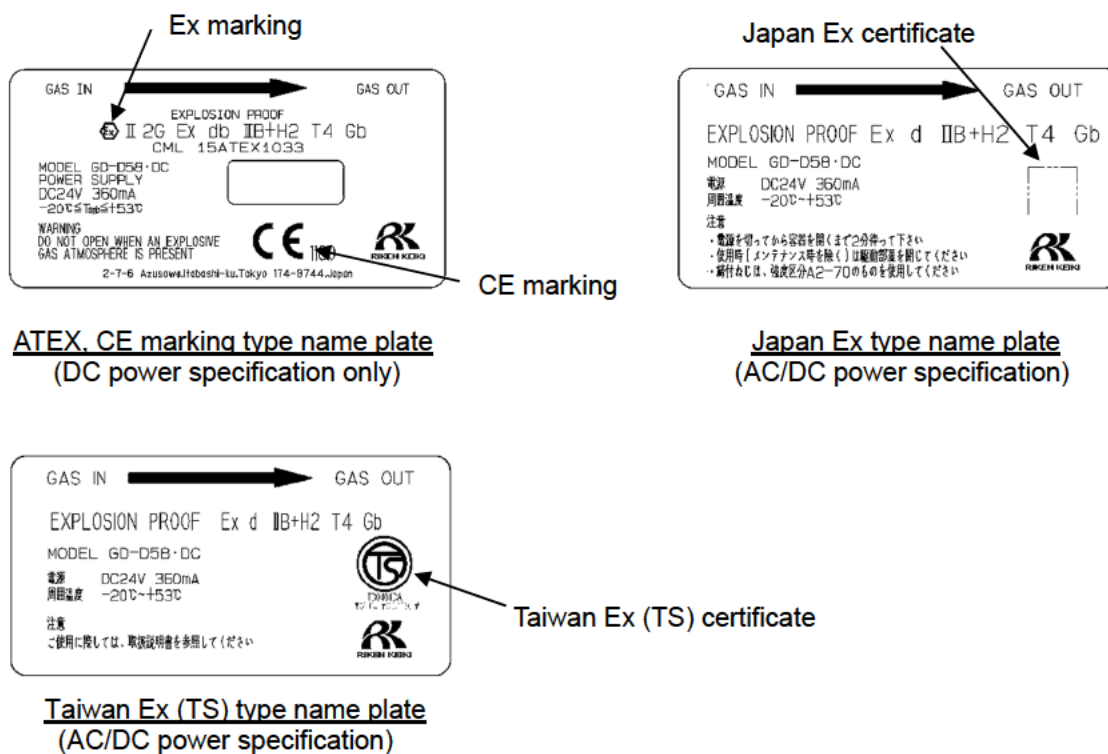 Ex marking
GAS IN GAS OUT
EXPLOSION PROOF
Ex II 2G Ex db IIB+H2 T4 Gb
CML 15ATEX1033
MODEL GD-D58·DC
POWER SUPPLY
DC24V 360mA
-20℃≦Tamb≦+53℃
WARNING
DO NOT OPEN WHEN AN EXPLOSIVE
GAS ATMOSPHERE IS PRESENT
CE
RIKEN KEIKI
2-7-6 Azusawa.Itabashi-ku.Tokyo 174-8744.Japan
CE marking
ATEX, CE marking type name plate
(DC power specification only)
Japan Ex certificate
GAS IN GAS OUT
EXPLOSION PROOF Ex d IIB+H2 T4 Gb
MODEL GD-D58·DC
電源 DC24V 360mA
周囲温度 -20℃~+53℃
注意
・電源を切ってから容器を開くまで2分待って下さい
・使用時(メンテナンス時を除く)は駆動部蓋を閉じてください
・締付ねじは、強度区分A2-70のものを使用してください
RIKEN KEIKI
Japan Ex type name plate
(AC/DC power specification)
GAS IN GAS OUT
EXPLOSION PROOF Ex d IIB+H2 T4 Gb
MODEL GD-D58·DC
電源 DC24V 360mA
周囲温度 -20℃~+53℃
注意
ご使用に際しては、取扱説明書を参照してください
TS
RIKEN KEIKI
Taiwan Ex (TS) certificate
Taiwan Ex (TS) type name plate
(AC/DC power specification)